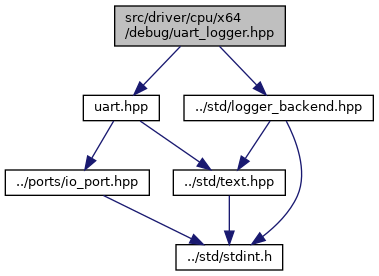 src/driver/cpu/x64
/debug/uart_logger.hpp
uart.hpp
../std/logger_backend.hpp
../ports/io_port.hpp
../std/text.hpp
../std/stdint.h